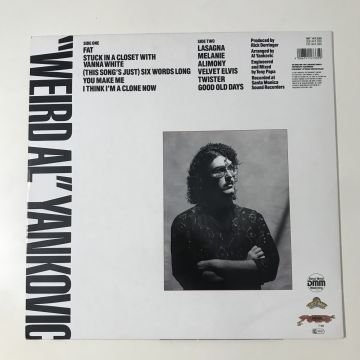 "WEIRD AL" YANKOVIC
SIDE ONE
FAT
STUCK IN A CLOSET WITH
VANNA WHITE
(THIS SONG'S JUST) SIX WORDS LONG
YOU MAKE ME
I THINK I'M A CLONE NOW
SIDE TWO
LASAGNA
MELANIE
ALIMONY
VELVET ELVIS
TWISTER
GOOD OLD DAYS
Produced by
Rick Derringer
Arranged by
Al Yankovic
Engineered
and Mixed
by Tony Papa
Recorded at
Santa Monica
Sound Recorders
DMM